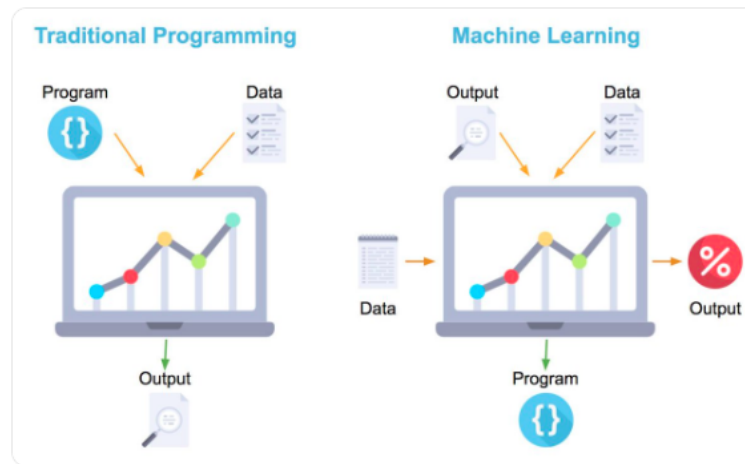 Traditional Programming
Machine Learning
Program
Data
Output
Data
Data
Output
Output
Program